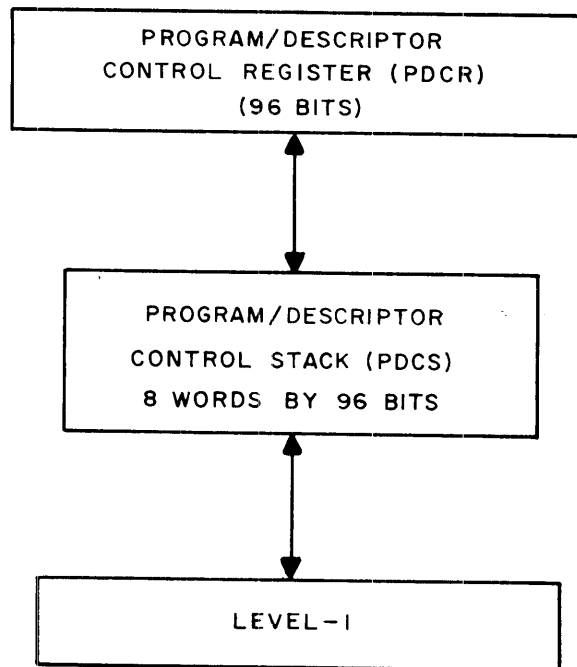 PROGRAM/DESCRIPTOR
CONTROL REGISTER (PDCR)
(96 BITS)
PROGRAM/DESCRIPTOR
CONTROL STACK (PDCS)
8 WORDS BY 96 BITS
LEVEL-1